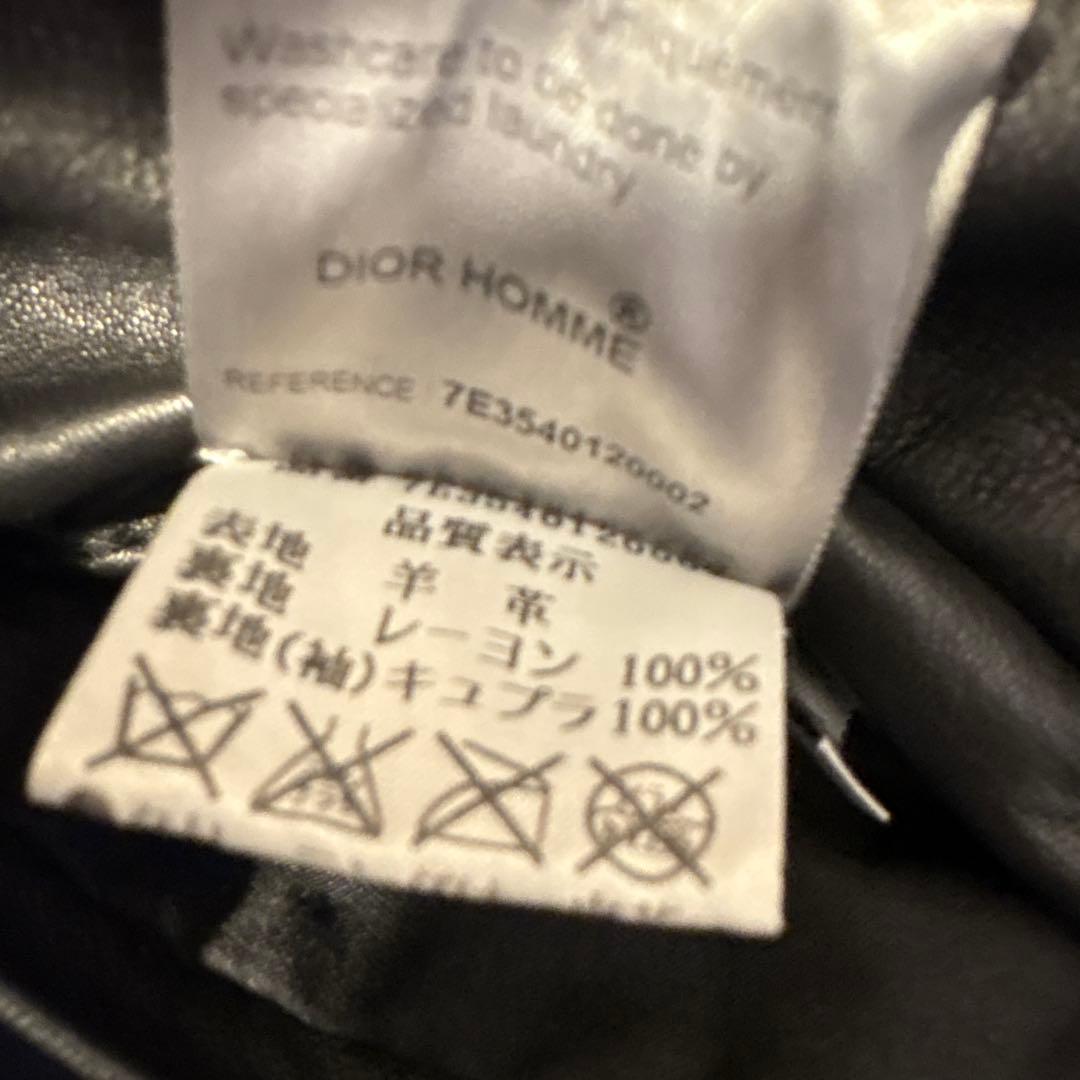 Uniquement
Washcare to be done by
specialized laundry
DIOR HOMME®
REFERENCE 7E3540120002
品質表示
表地 羊 革
裏地 レーヨン 100%
裏地(袖)キュプラ 100%